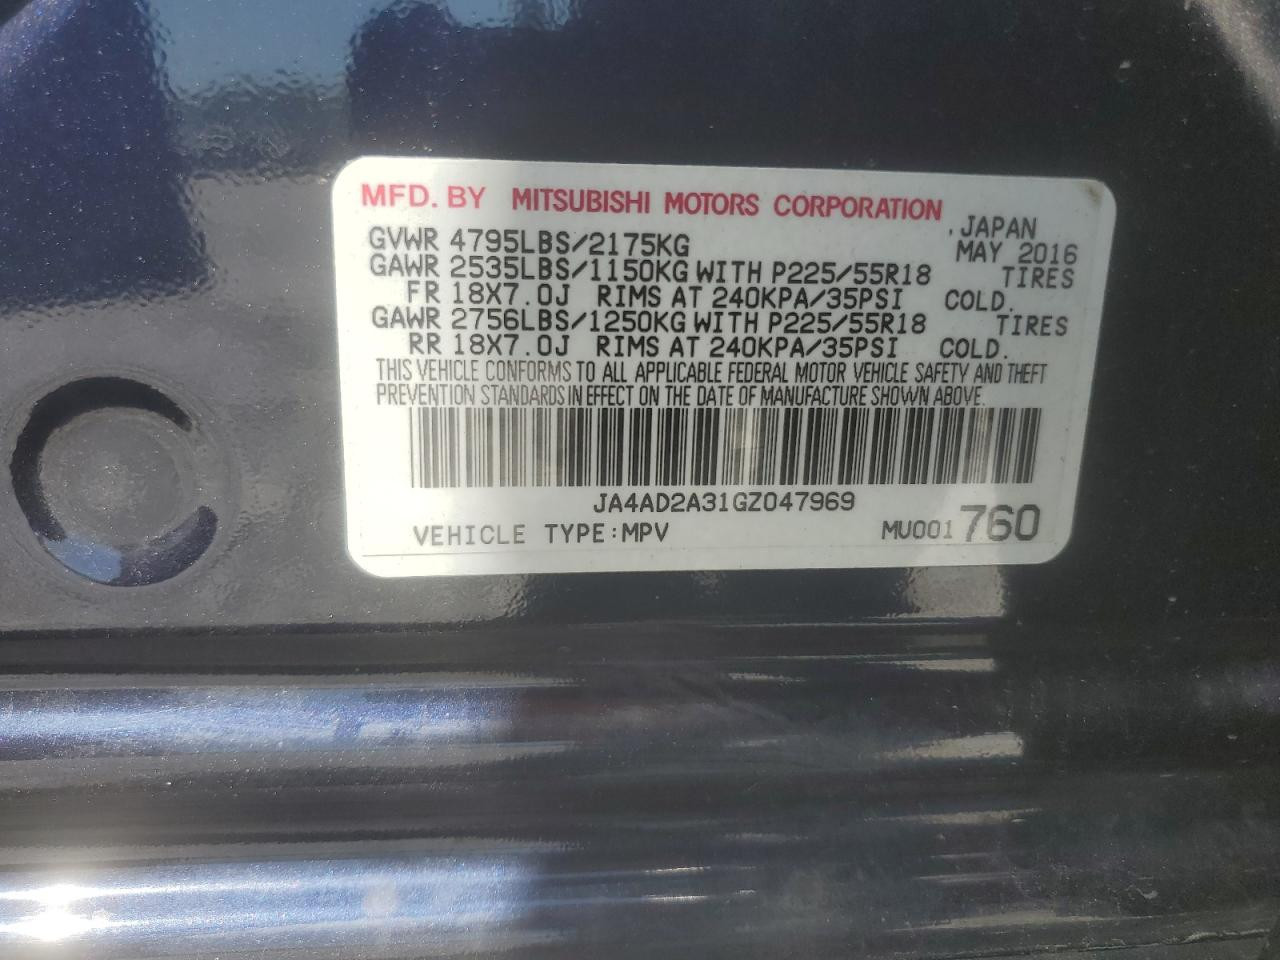 MFD. BY MITSUBISHI MOTORS CORPORATION
.JAPAN
GVWR 4795LBS/2175KG MAY 2016
GAWR 2535LBS/1150KG WITH P225/55R18 TIRES
FR 18X7.0J RIMS AT 240KPA/35PSI COLD.
GAWR 2756LBS/1250KG WITH P225/55R18 TIRES
RR 18X7.0J RIMS AT 240KPA/35PSI COLD.
THIS VEHICLE CONFORMS TO ALL APPLICABLE FEDERAL MOTOR VEHICLE SAFETY AND THEFT
PREVENTION STANDARDS IN EFFECT ON THE DATE OF MANUFACTURE SHOWN ABOVE.
JA4AD2A31GZ047969
VEHICLE TYPE:MPV MU001760